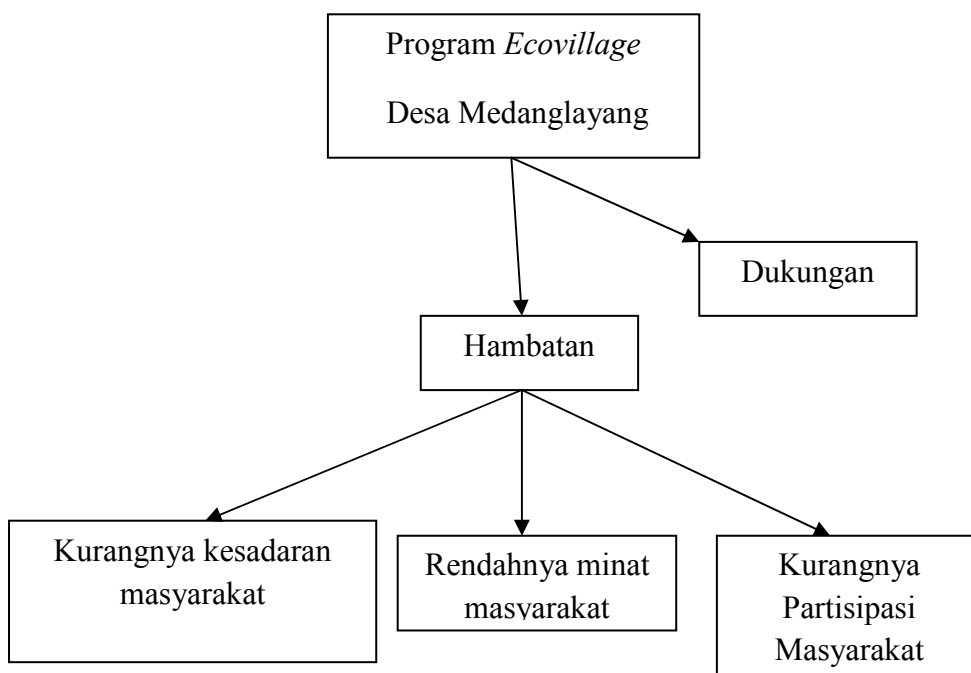 Program Ecovillage
Desa Medanglayang
Dukungan
Hambatan
Kurangnya kesadaran
masyarakat
Rendahnya minat
masyarakat
Kurangnya
Partisipasi
Masyarakat